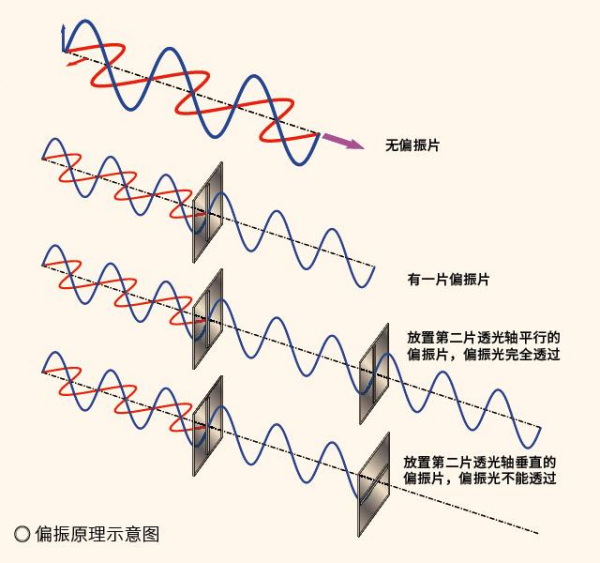 无偏振片
有一片偏振片
放置第二片透光轴平行的
偏振片，偏振光完全透过
放置第二片透光轴垂直的
偏振片，偏振光不能透过
偏振原理示意图